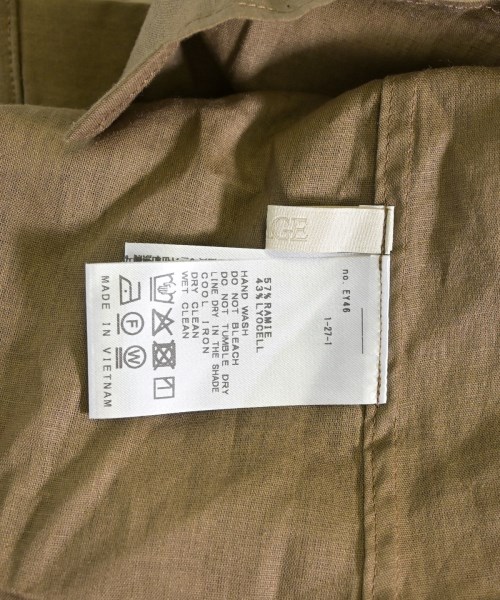 GE
no. EY46
1-27-1
57% RAMIE
43% LYOCELL
HAND WASH
DO NOT BLEACH
DO NOT TUMBLE DRY
LINE DRY IN THE SHADE
COOL IRON
DRY CLEAN
WET CLEAN
F
W
MADE IN VIETNAM